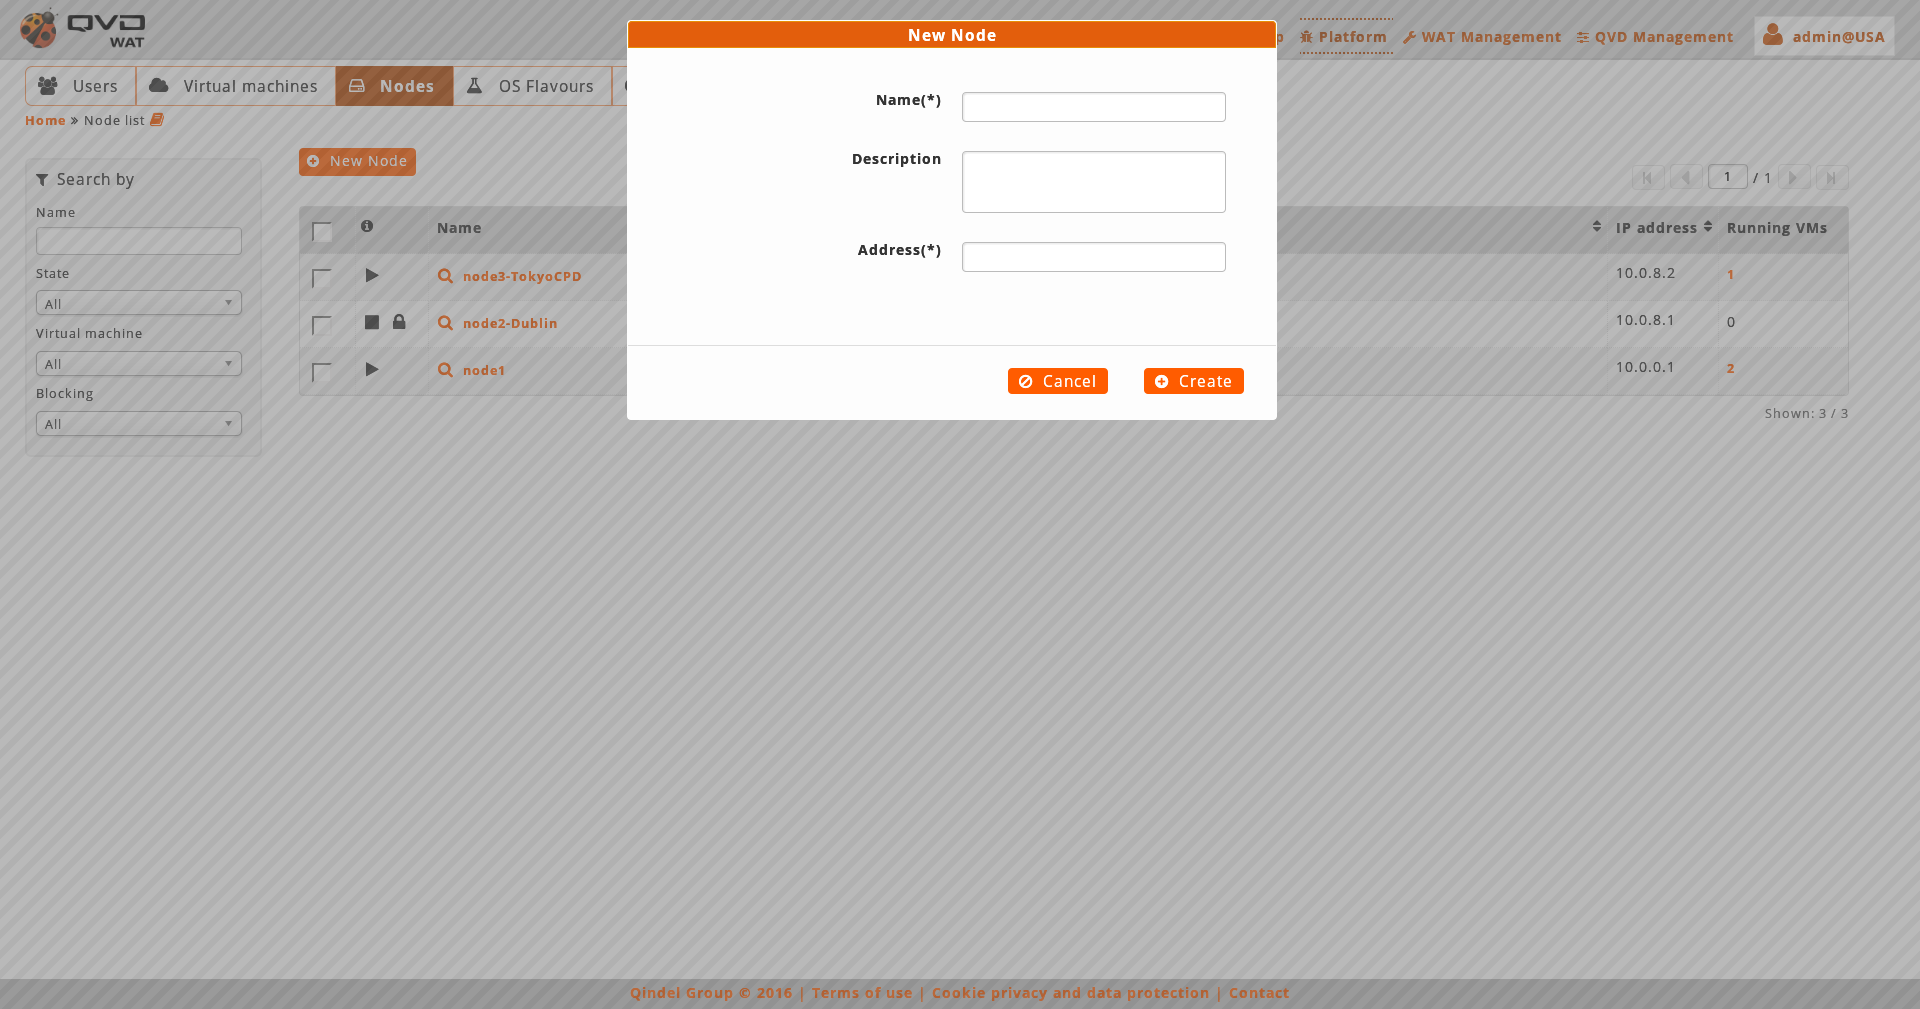 QVD
WAT
p
Platform
WAT Management
QVD Management
admin@USA
Users
Virtual machines
Nodes
OS Flavours
Home » Node list
New Node
Name(*)
Description
Address(*)
Cancel
Create
Search by
Name
State
All
Virtual machine
All
Blocking
All
New Node
1 / 1
Name
IP address
Running VMs
node3-TokyoCPD
10.0.8.2
1
node2-Dublin
10.0.8.1
0
node1
10.0.0.1
2
Shown: 3 / 3
Qindel Group © 2016 | Terms of use | Cookie privacy and data protection | Contact